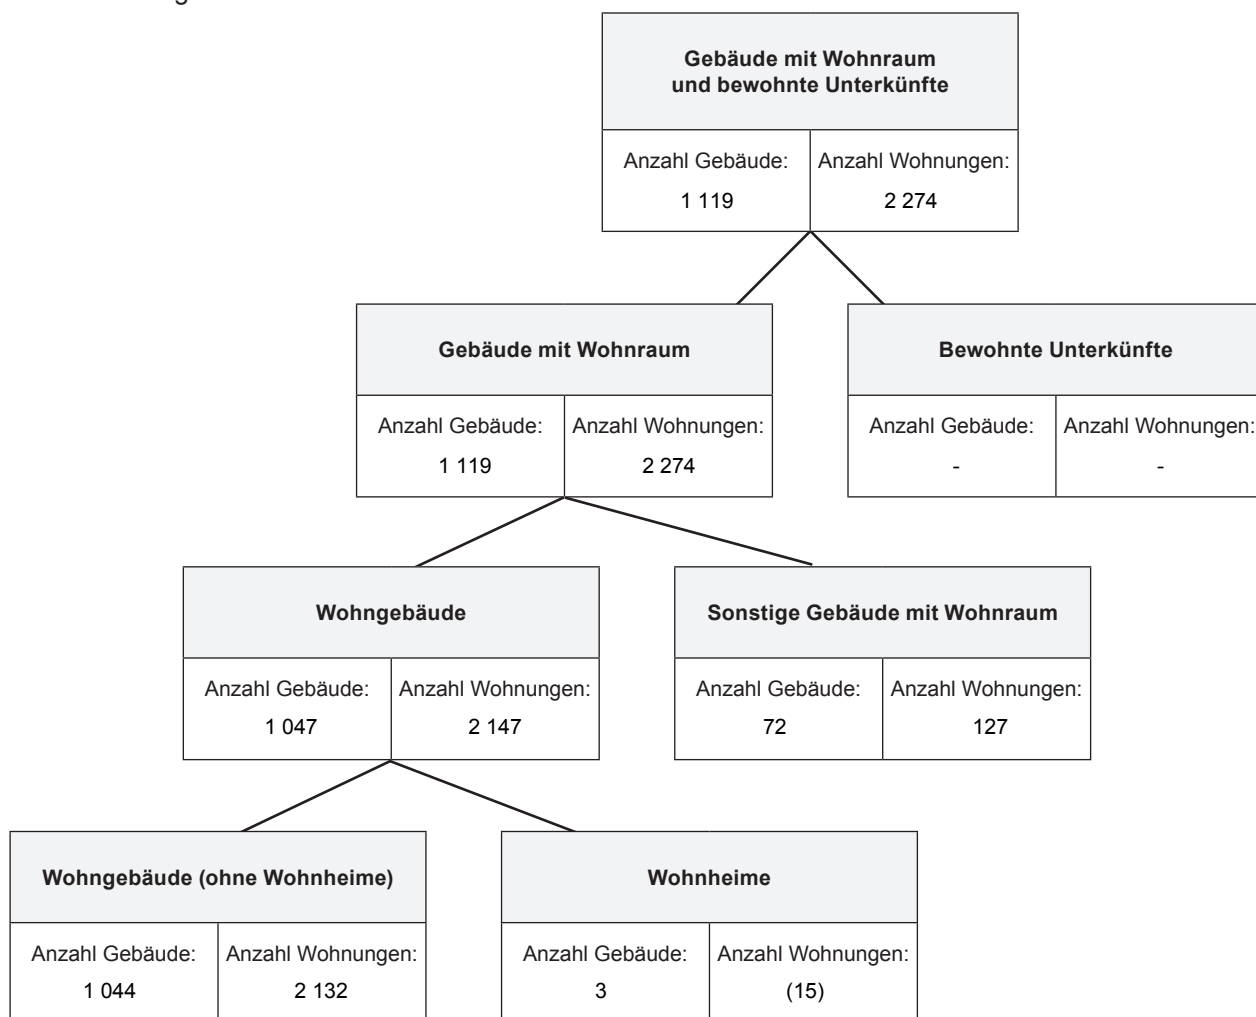 Gebäude mit Wohnraum
und bewohnte Unterkünfte
Anzahl Gebäude: Anzahl Wohnungen:
1 119 2 274
Gebäude mit Wohnraum Bewohnte Unterkünfte
Anzahl Gebäude: Anzahl Wohnungen: Anzahl Gebäude: Anzahl Wohnungen:
1 119 2 274 - -
Wohngebäude Sonstige Gebäude mit Wohnraum
Anzahl Gebäude: Anzahl Wohnungen: Anzahl Gebäude: Anzahl Wohnungen:
1 047 2 147 72 127
Wohngebäude (ohne Wohnheime) Wohnheime
Anzahl Gebäude: Anzahl Wohnungen: Anzahl Gebäude: Anzahl Wohnungen:
1 044 2 132 3 (15)